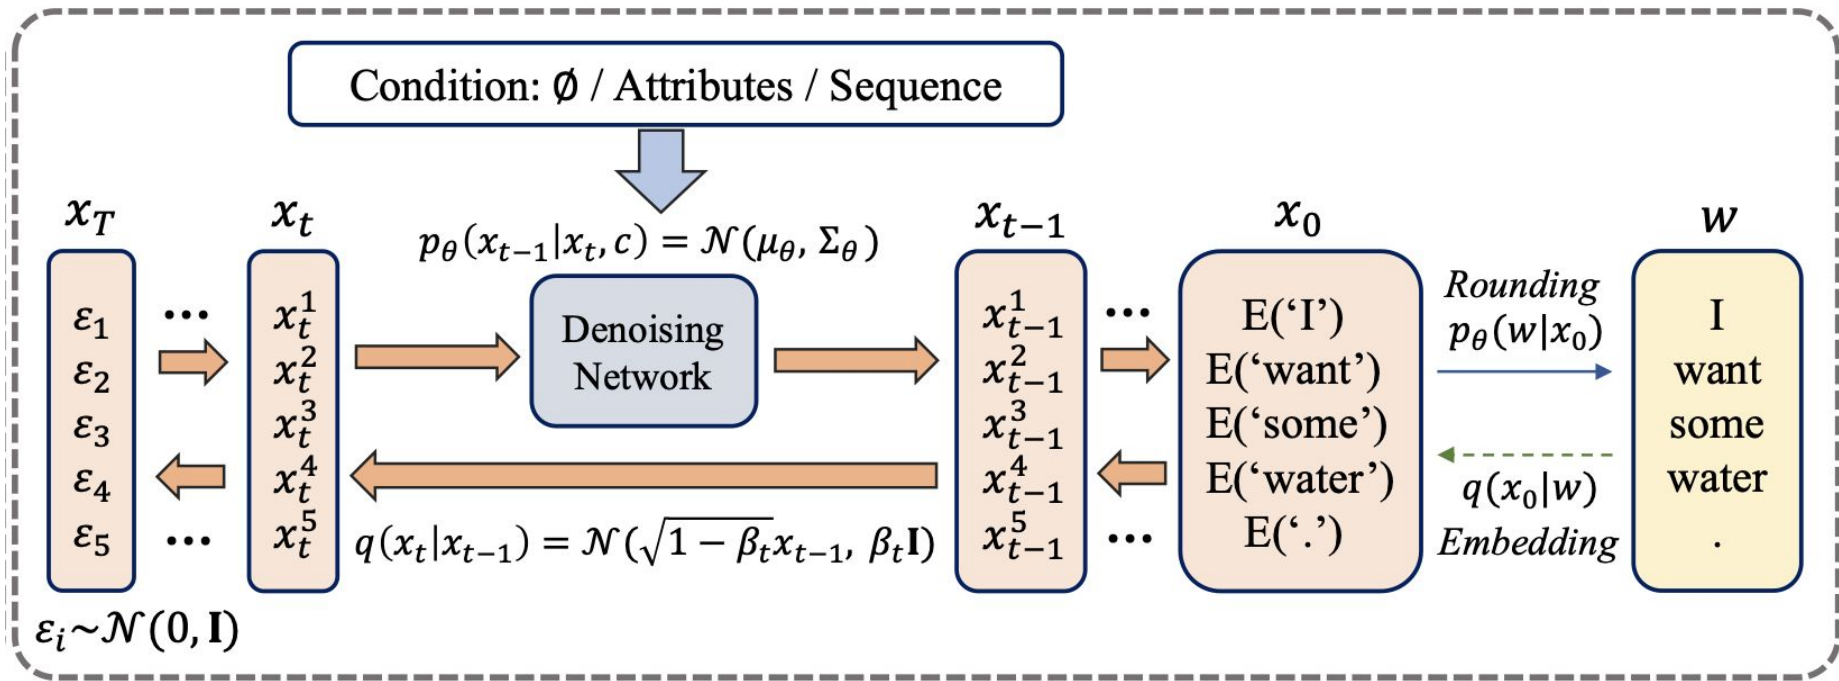 Condition: ∅ / Attributes / Sequence
x_T
x_t
x_{t-1}
x_0
w
p_θ(x_{t-1}|x_t, c) = 𝒩(μ_θ, Σ_θ)
ε_1
ε_2
ε_3
ε_4
ε_5
...
...
x_t^1
x_t^2
x_t^3
x_t^4
x_t^5
Denoising
Network
q(x_t|x_{t-1}) = 𝒩(√(1 − β_t)x_{t-1}, β_t𝐈)
x_{t-1}^1
x_{t-1}^2
x_{t-1}^3
x_{t-1}^4
x_{t-1}^5
...
...
E(‘I’)
E(‘want’)
E(‘some’)
E(‘water’)
E(‘.’)
Rounding
p_θ(w|x_0)
q(x_0|w)
Embedding
I
want
some
water
.
ε_i~𝒩(0, 𝐈)